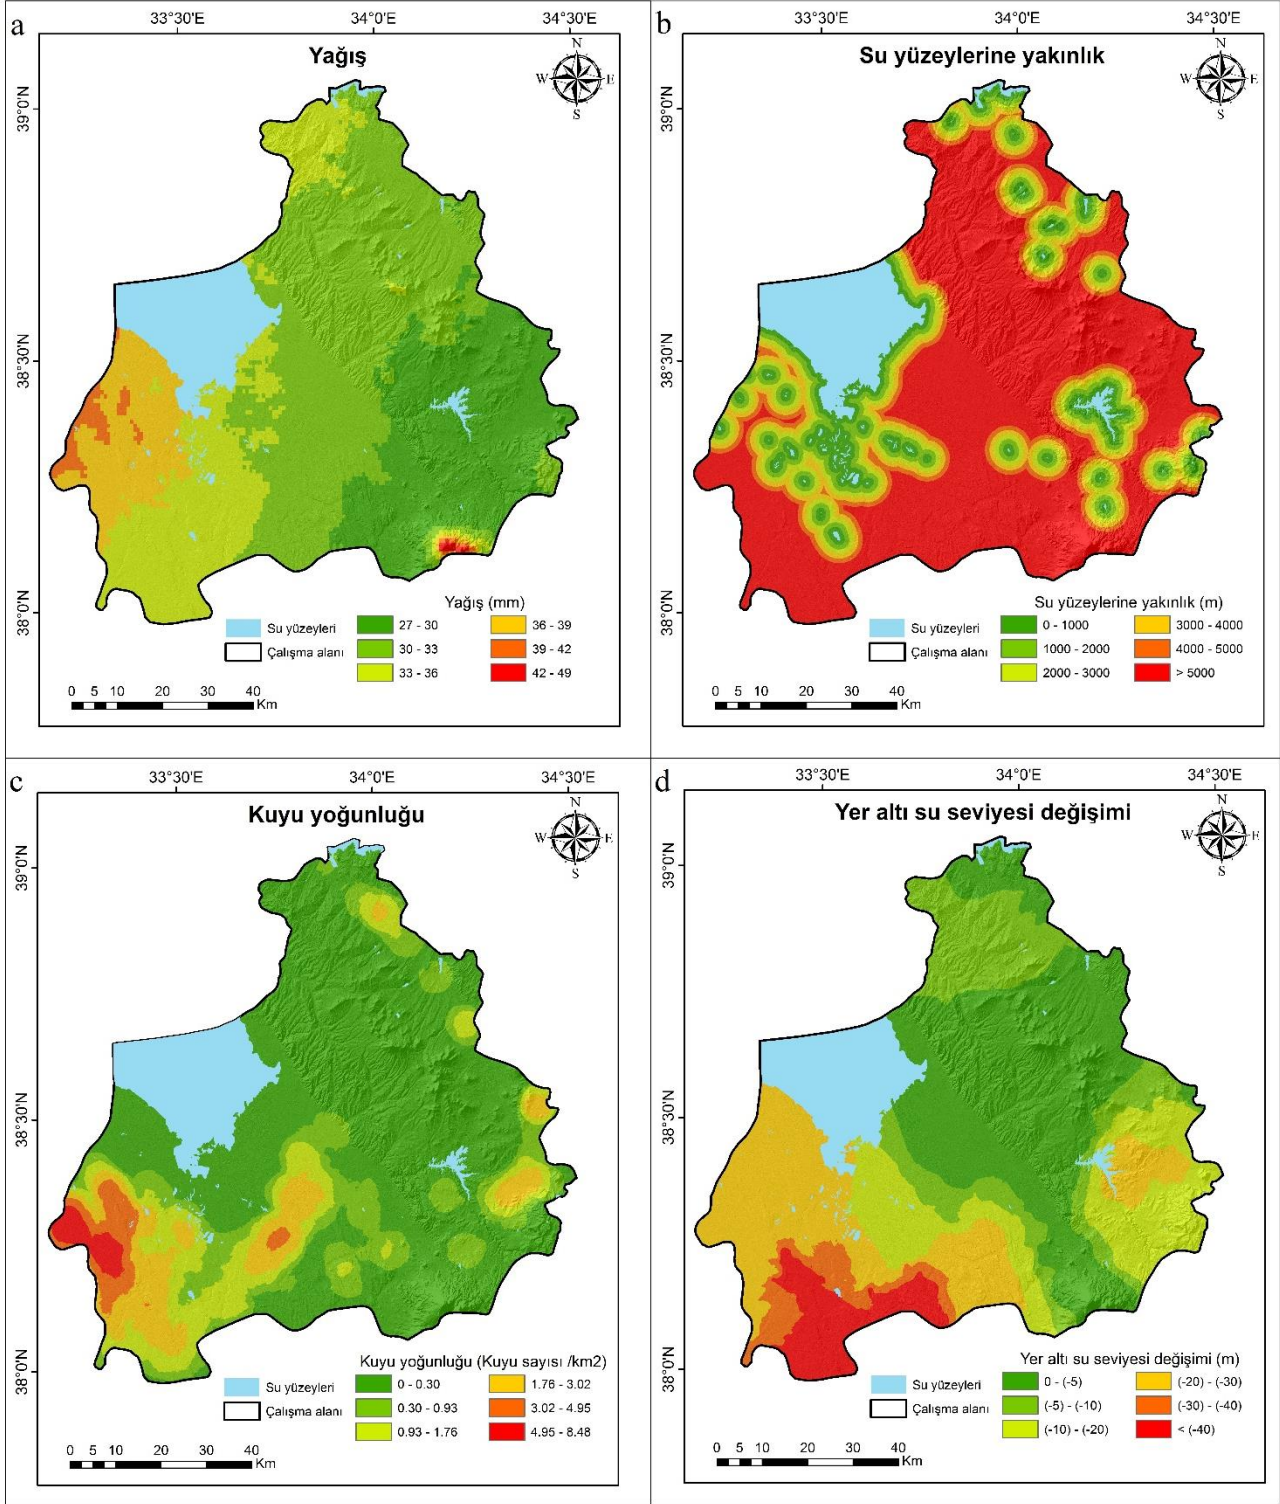 a
33°30'E
34°0'E
34°30'E
Yağış
N
W
E
S
39°0'N
38°30'N
38°0'N
Yağış (mm)
Su yüzeyleri
27 - 30
36 - 39
Çalışma alanı
30 - 33
39 - 42
33 - 36
42 - 49
0 5 10 20 30 40
Km
b
33°30'E
34°0'E
34°30'E
Su yüzeylerine yakınlık
N
W
E
S
39°0'N
38°30'N
38°0'N
Su yüzeylerine yakınlık (m)
Su yüzeyleri
0 - 1000
3000 - 4000
Çalışma alanı
1000 - 2000
4000 - 5000
2000 - 3000
> 5000
0 5 10 20 30 40
Km
c
33°30'E
34°0'E
34°30'E
Kuyu yoğunluğu
N
W
E
S
39°0'N
38°30'N
38°0'N
Kuyu yoğunluğu (Kuyu sayısı /km2)
Su yüzeyleri
0 - 0.30
1.76 - 3.02
Çalışma alanı
0.30 - 0.93
3.02 - 4.95
0.93 - 1.76
4.95 - 8.48
0 5 10 20 30 40
Km
d
33°30'E
34°0'E
34°30'E
Yer altı su seviyesi değişimi
N
W
E
S
39°0'N
38°30'N
38°0'N
Yer altı su seviyesi değişimi (m)
Su yüzeyleri
0 - (-5)
(-20) - (-30)
Çalışma alanı
(-5) - (-10)
(-30) - (-40)
(-10) - (-20)
< (-40)
0 5 10 20 30 40
Km